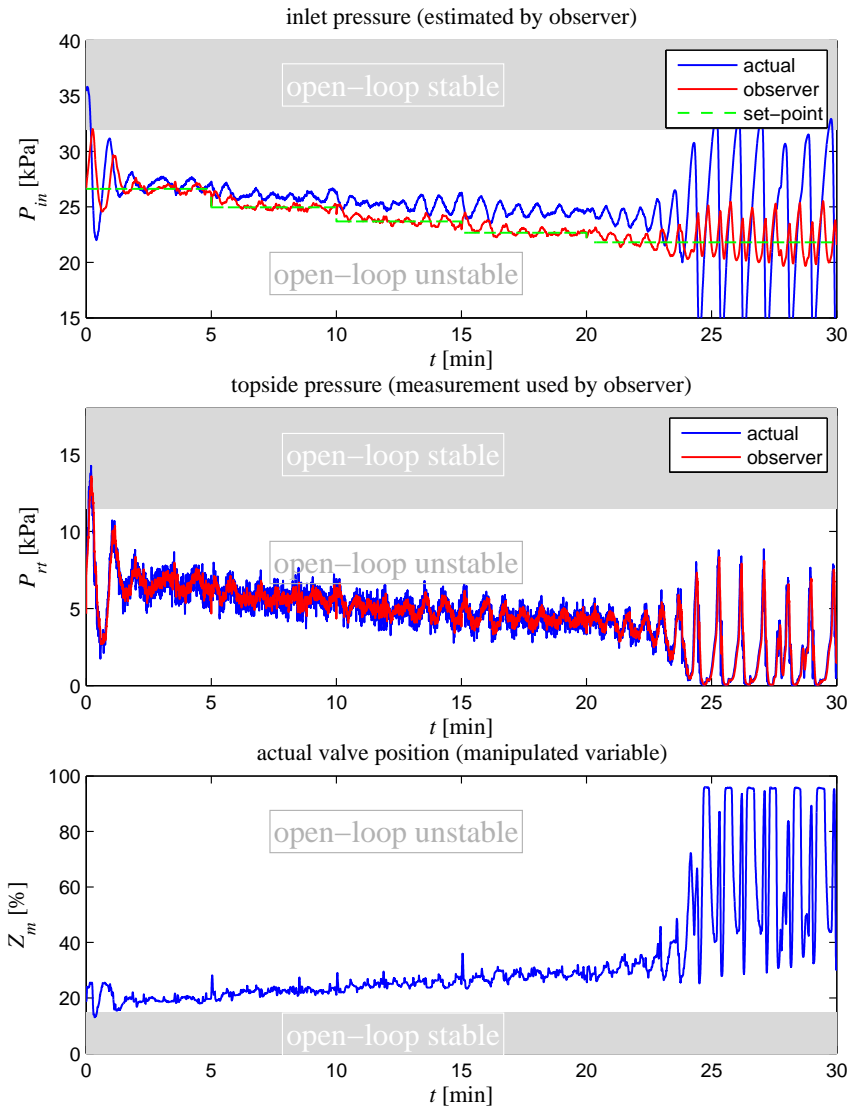 inlet pressure (estimated by observer)
40
35
30
25
20
15
P_in [kPa]
open−loop stable
open−loop unstable
actual
observer
set−point
0 5 10 15 20 25 30
t [min]
topside pressure (measurement used by observer)
15
10
5
0
P_rt [kPa]
open−loop stable
open−loop unstable
actual
observer
0 5 10 15 20 25 30
t [min]
actual valve position (manipulated variable)
100
80
60
40
20
0
Z_m [%]
open−loop unstable
open−loop stable
0 5 10 15 20 25 30
t [min]